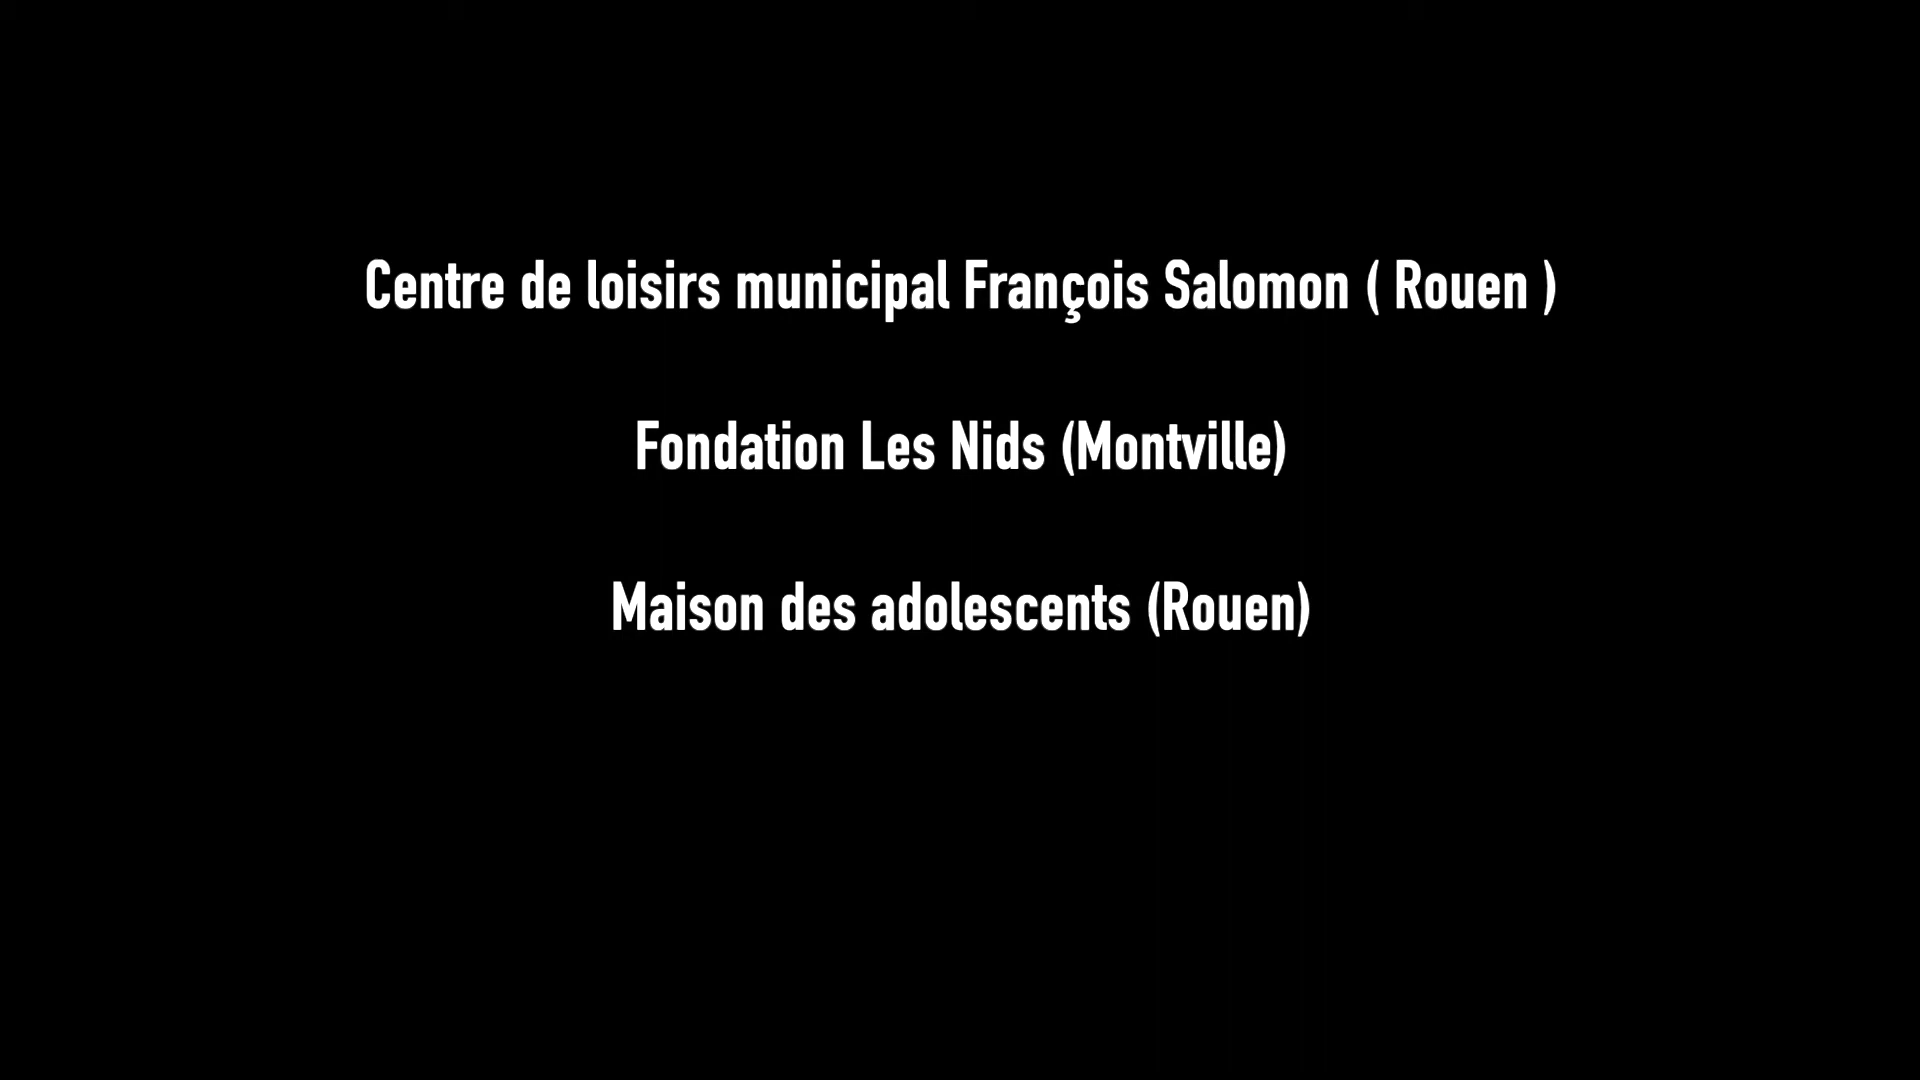 Centre de loisirs municipal François Salomon ( Rouen )
Fondation Les Nids (Montville)
Maison des adolescents (Rouen)